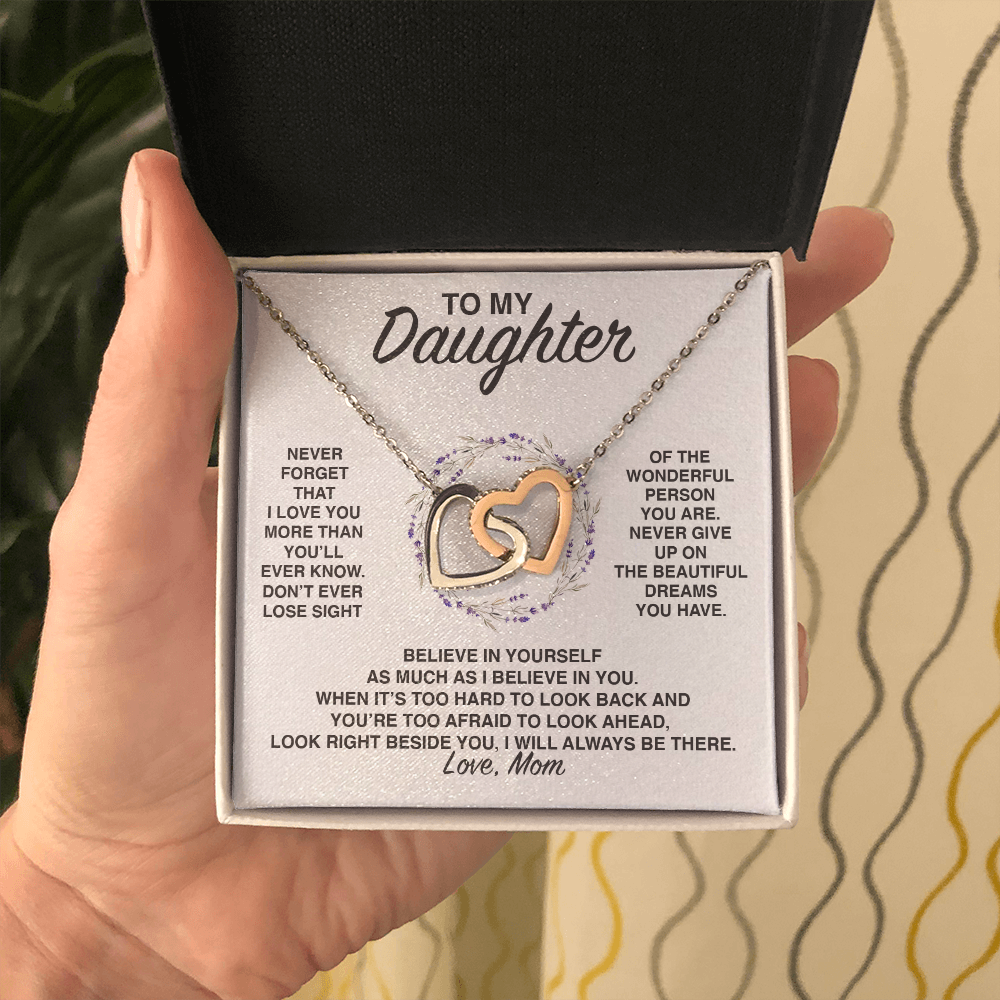 TO MY
Daughter
NEVER
FORGET
THAT
I LOVE YOU
MORE THAN
YOU'LL
EVER KNOW.
DON'T EVER
LOSE SIGHT
OF THE
WONDERFUL
PERSON
YOU ARE.
NEVER GIVE
UP ON
THE BEAUTIFUL
DREAMS
YOU HAVE.
BELIEVE IN YOURSELF
AS MUCH AS I BELIEVE IN YOU.
WHEN IT'S TOO HARD TO LOOK BACK AND
YOU'RE TOO AFRAID TO LOOK AHEAD,
LOOK RIGHT BESIDE YOU, I WILL ALWAYS BE THERE.
Love, Mom